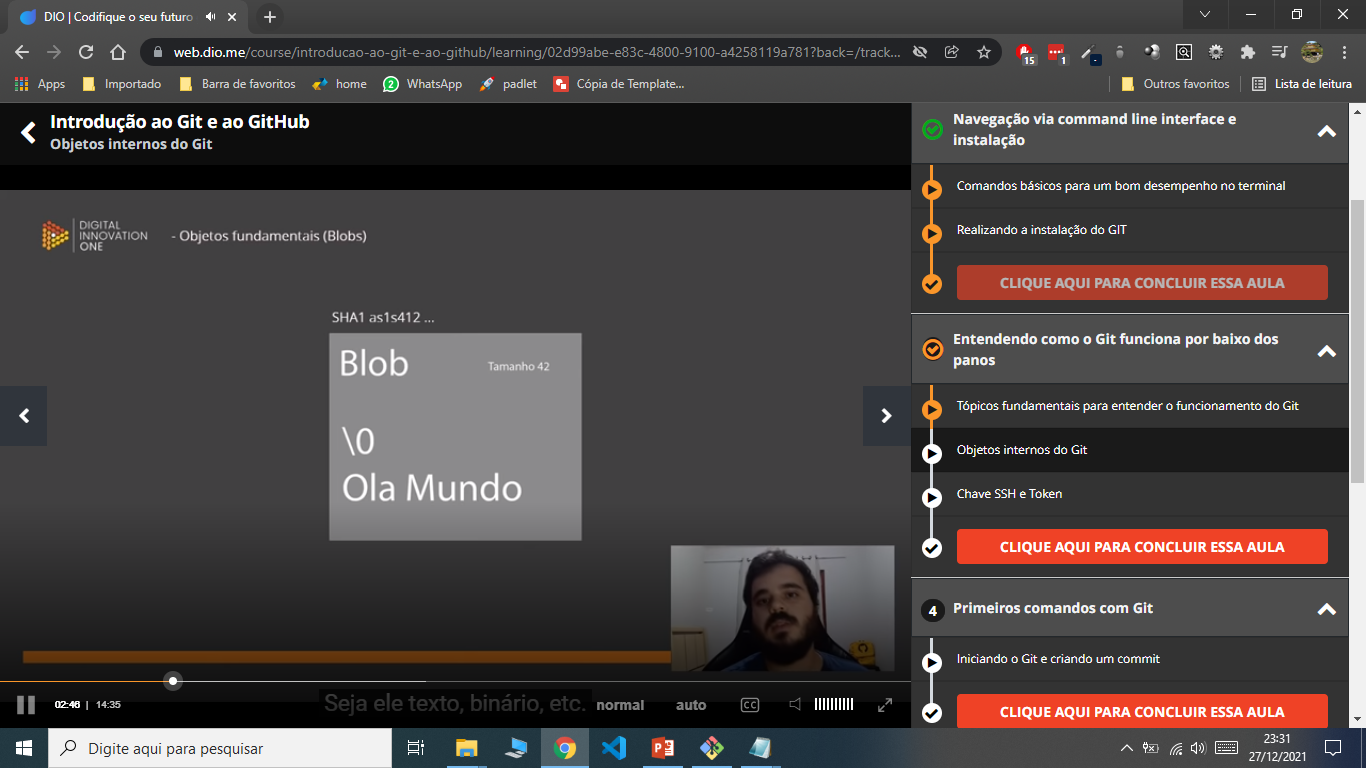 DIO | Codifique o seu futuro
web.dio.me/course/introducao-ao-git-e-ao-github/learning/02d99abe-e83c-4800-9100-a4258119a781?back=/track...
15
1
Apps
Importado
Barra de favoritos
home
2
WhatsApp
padlet
Cópia de Template...
Outros favoritos
Lista de leitura
Introdução ao Git e ao GitHub
Objetos internos do Git
DIGITAL
INNOVATION
ONE
- Objetos fundamentais (Blobs)
SHA1 as1s412 ...
Blob
Tamanho 42
\0
Ola Mundo
Seja ele texto, binário, etc.
02:46 | 14:35
normal
auto
CC
Navegação via command line interface e
instalação
Comandos básicos para um bom desempenho no terminal
Realizando a instalação do GIT
CLIQUE AQUI PARA CONCLUIR ESSA AULA
Entendendo como o Git funciona por baixo dos
panos
Tópicos fundamentais para entender o funcionamento do Git
Objetos internos do Git
Chave SSH e Token
CLIQUE AQUI PARA CONCLUIR ESSA AULA
4
Primeiros comandos com Git
Iniciando o Git e criando um commit
CLIQUE AQUI PARA CONCLUIR ESSA AULA
Digite aqui para pesquisar
23:31
27/12/2021